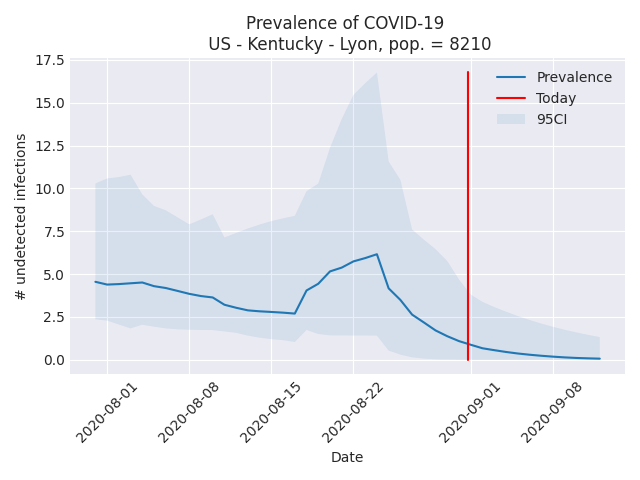 Prevalence of COVID-19
US - Kentucky - Lyon, pop. = 8210
17.5
15.0
12.5
10.0
7.5
5.0
2.5
0.0
# undetected infections
Prevalence
Today
95CI
2020-08-01
2020-08-08
2020-08-15
2020-08-22
2020-09-01
2020-09-08
Date